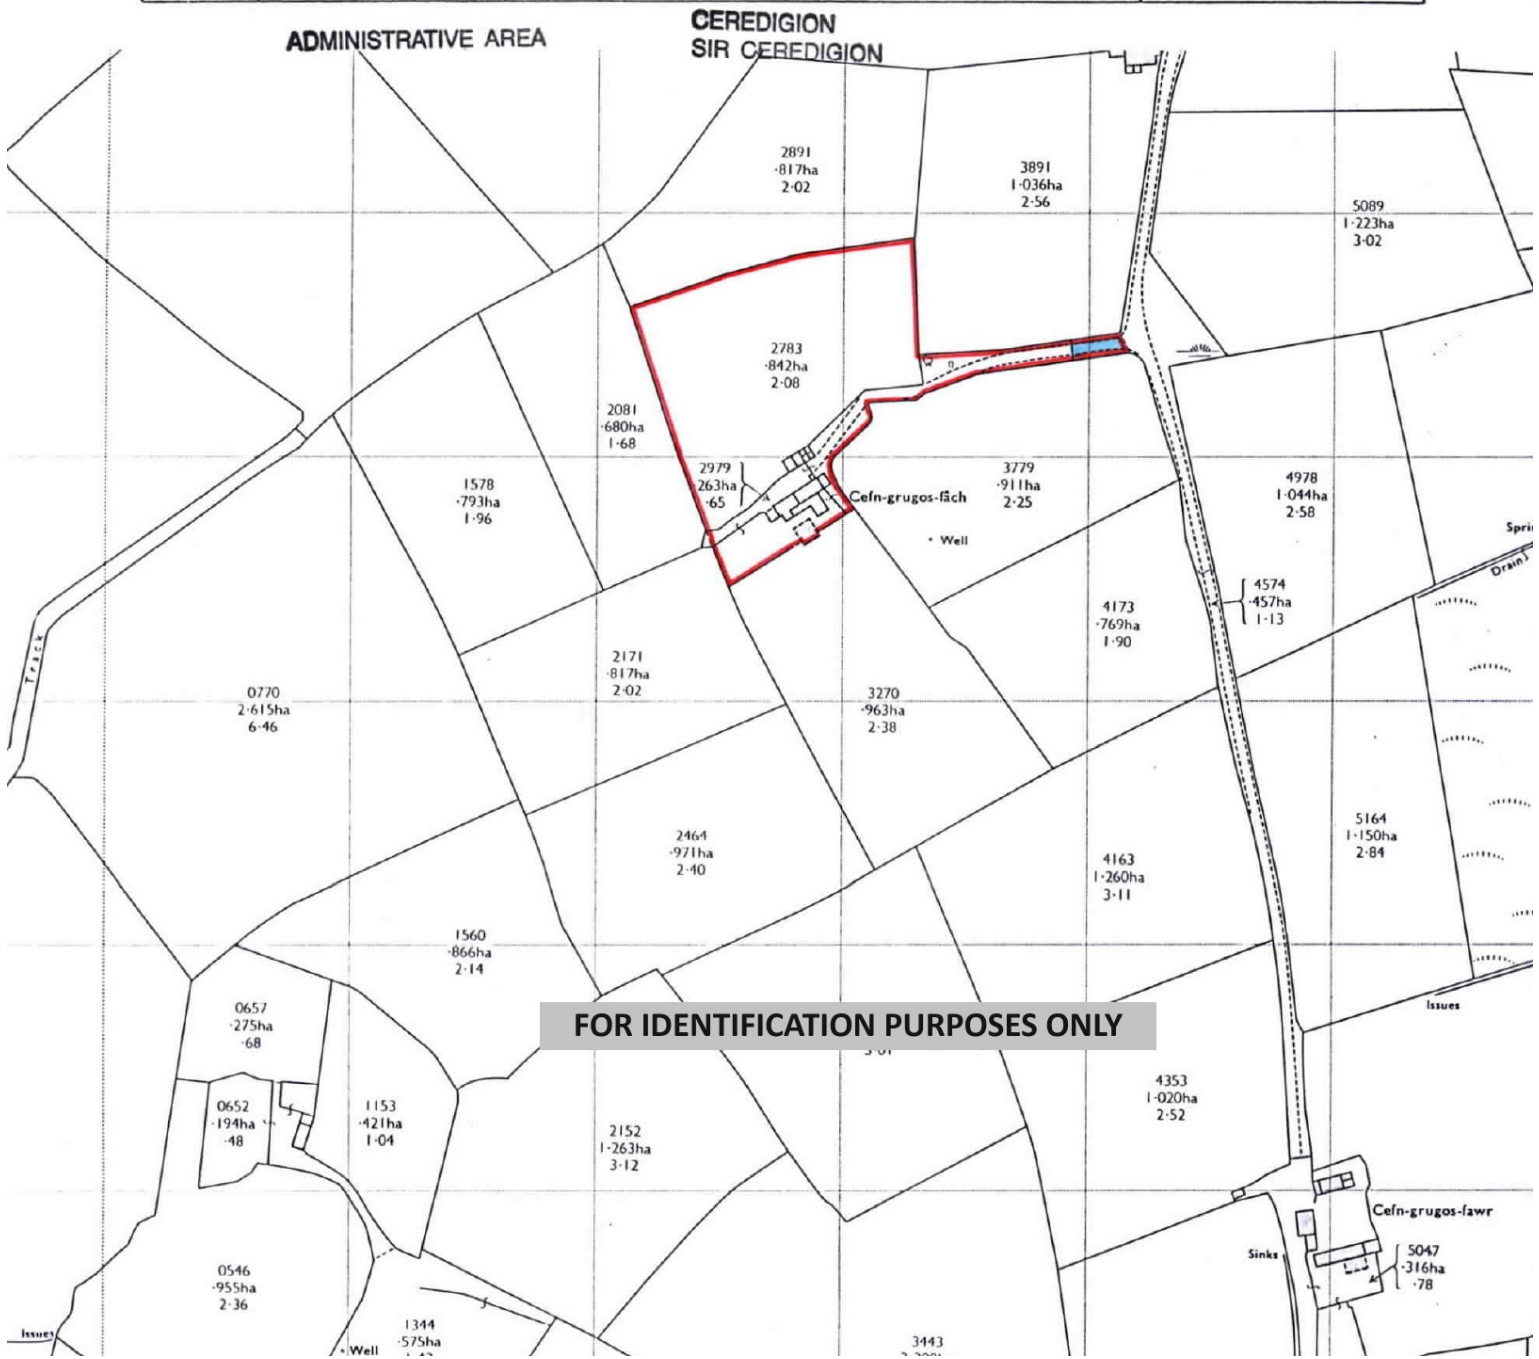 ADMINISTRATIVE AREA
CEREDIGION
SIR CEREDIGION
2891
·817ha
2·02
3891
1·036ha
2·56
5089
1·223ha
3·02
2783
·842ha
2·08
2081
·680ha
1·68
1578
·793ha
1·96
2979
·263ha
·65
Cefn-grugos-fâch
3779
·911ha
2·25
Well
4978
1·044ha
2·58
Drain
4574
·457ha
1·13
4173
·769ha
1·90
Track
0770
2·615ha
6·46
2171
·817ha
2·02
3270
·963ha
2·38
2464
·971ha
2·40
4163
1·260ha
3·11
5164
1·150ha
2·84
1560
·866ha
2·14
0657
·275ha
·68
FOR IDENTIFICATION PURPOSES ONLY
Issues
0652
·194ha
·48
1153
·421ha
1·04
2152
1·263ha
3·12
4353
1·020ha
2·52
Cefn-grugos-fawr
Sinks
5047
·316ha
·78
0546
·955ha
2·36
Issues
1344
·575ha
Well
3443